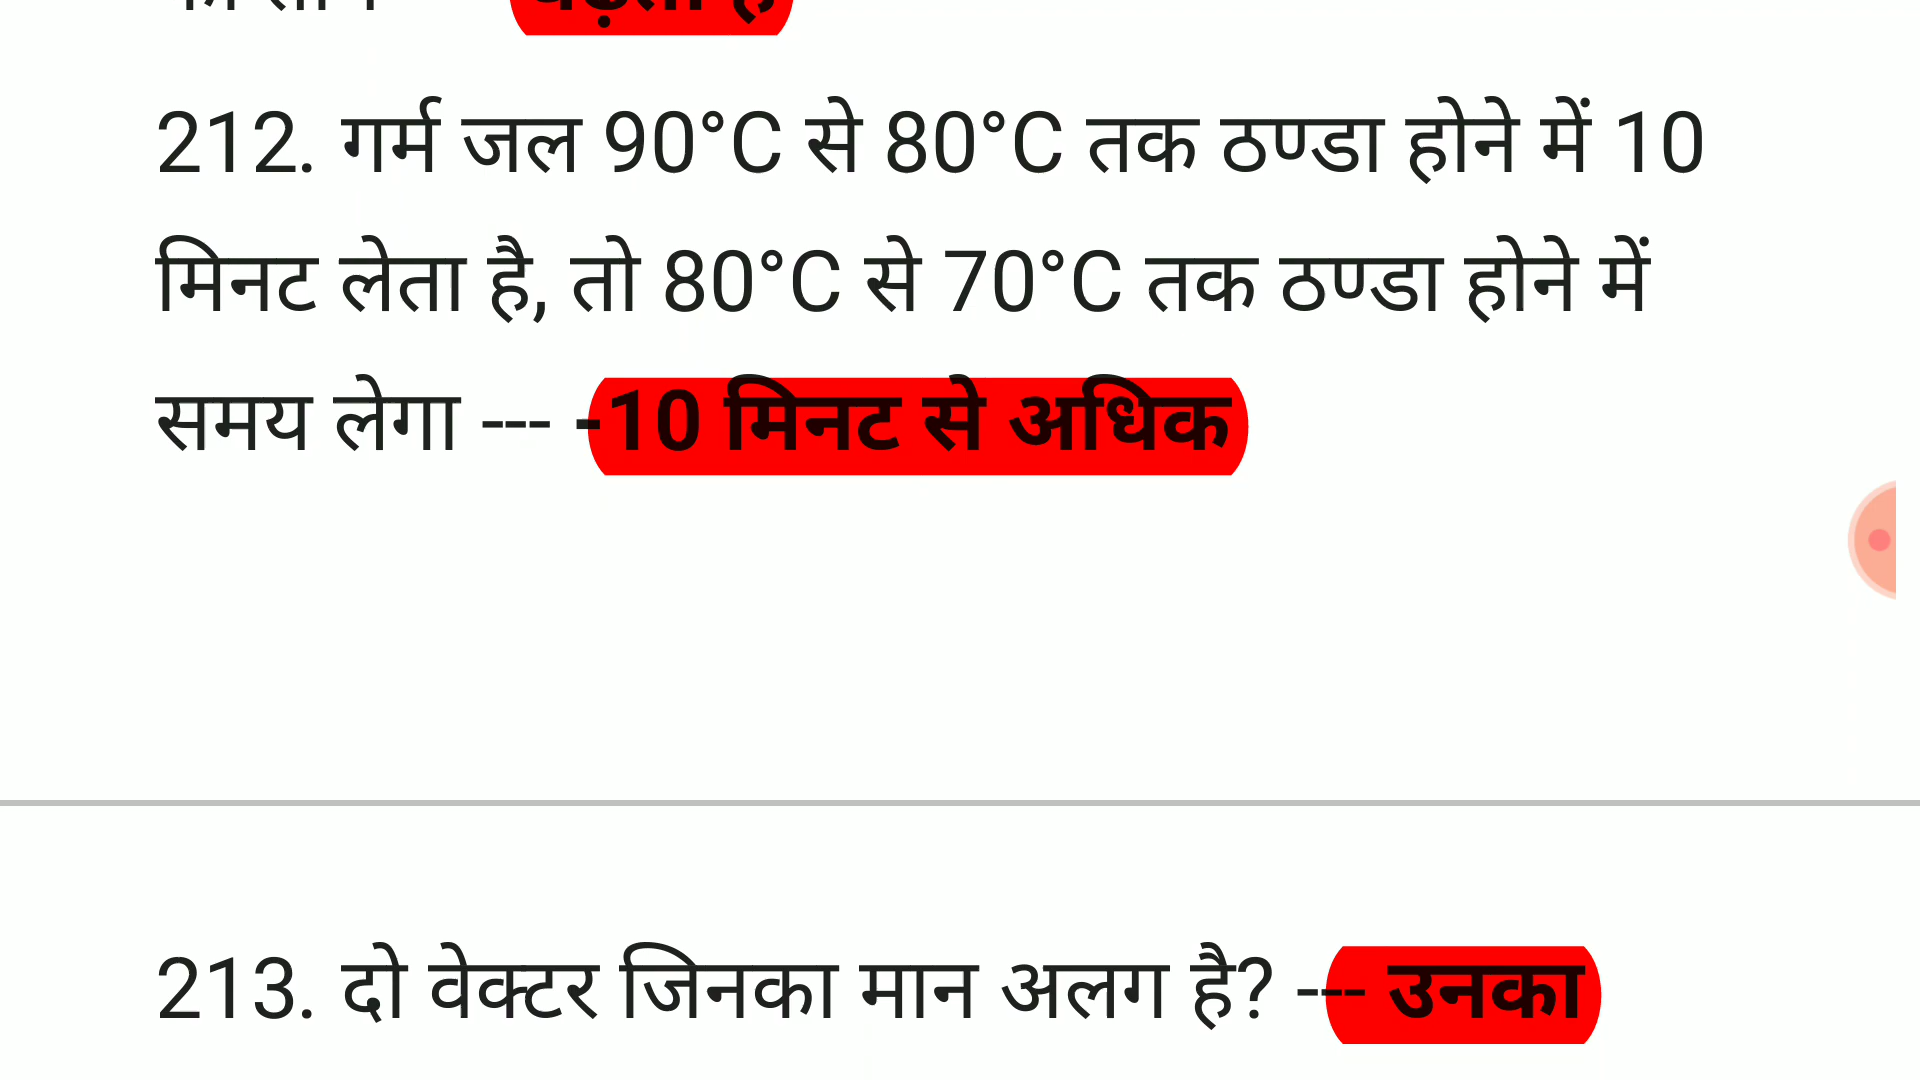 212. गर्म जल 90°C से 80°C तक ठण्डा होने में 10
मिनट लेता है, तो 80°C से 70°C तक ठण्डा होने में
समय लेगा --- -10 मिनट से अधिक
213. दो वेक्टर जिनका मान अलग है? --- उनका